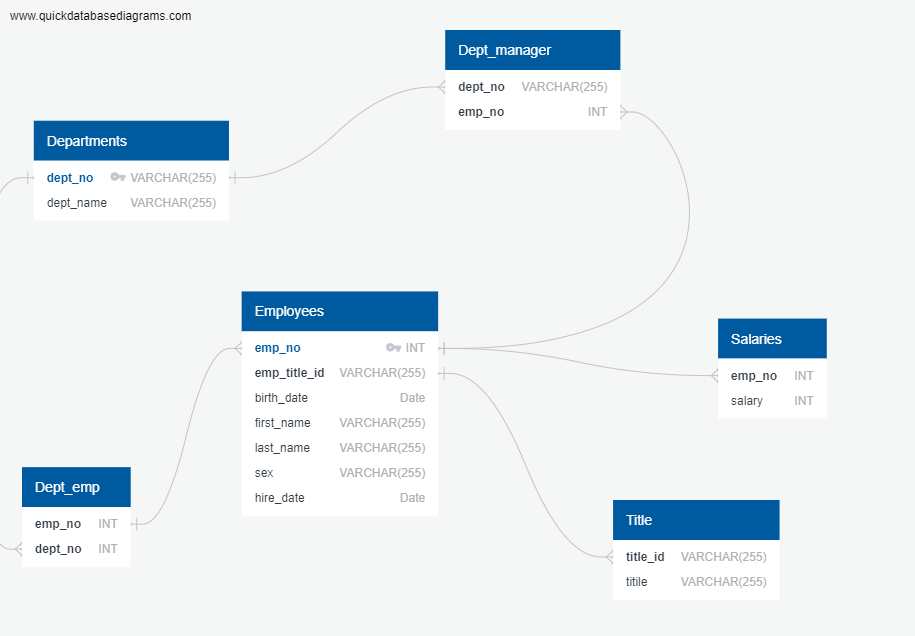 www.quickdatabasediagrams.com
Dept_manager
dept_no VARCHAR(255)
emp_no INT
Departments
dept_no VARCHAR(255)
dept_name VARCHAR(255)
Employees
emp_no INT
emp_title_id VARCHAR(255)
birth_date Date
first_name VARCHAR(255)
last_name VARCHAR(255)
sex VARCHAR(255)
hire_date Date
Salaries
emp_no INT
salary INT
Dept_emp
emp_no INT
dept_no INT
Title
title_id VARCHAR(255)
titile VARCHAR(255)